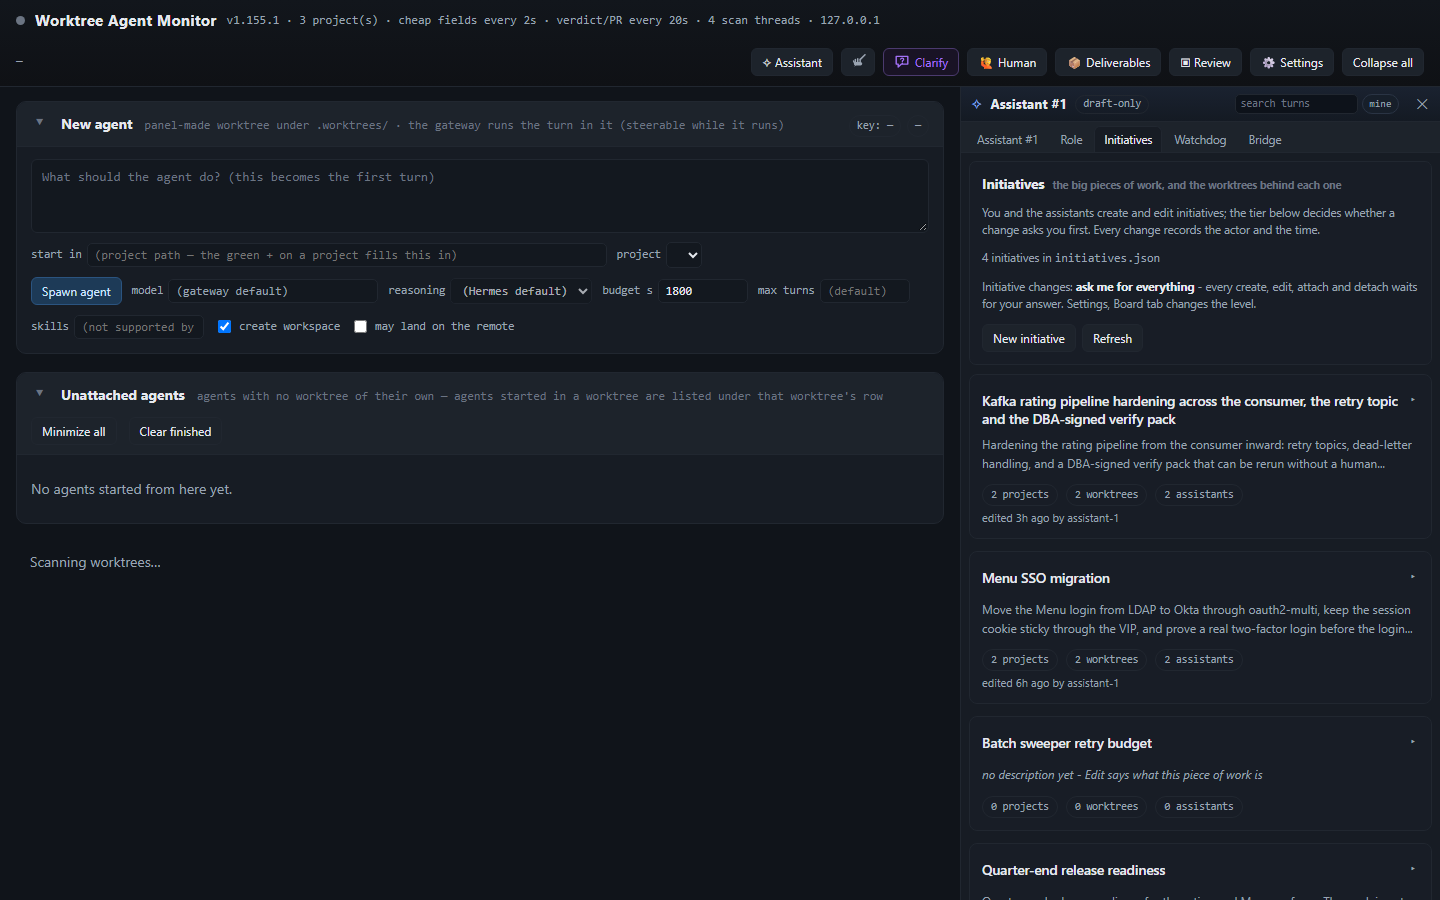 Worktree Agent Monitor v1.155.1 · 3 project(s) · cheap fields every 2s · verdict/PR every 20s · 4 scan threads · 127.0.0.1
–
Assistant
Clarify
Human
Deliverables
Review
Settings
Collapse all
New agent panel-made worktree under .worktrees/ · the gateway runs the turn in it (steerable while it runs) key: – –
What should the agent do? (this becomes the first turn)
start in (project path — the green + on a project fills this in) project
Spawn agent model (gateway default) reasoning (Hermes default) budget s 1800 max turns (default)
skills (not supported by create workspace may land on the remote
Unattached agents agents with no worktree of their own — agents started in a worktree are listed under that worktree's row
Minimize all Clear finished
No agents started from here yet.
Scanning worktrees...
Assistant #1 draft-only search turns mine
Assistant #1 Role Initiatives Watchdog Bridge
Initiatives the big pieces of work, and the worktrees behind each one
You and the assistants create and edit initiatives; the tier below decides whether a
change asks you first. Every change records the actor and the time.
4 initiatives in initiatives.json
Initiative changes: ask me for everything - every create, edit, attach and detach waits
for your answer. Settings, Board tab changes the level.
New initiative Refresh
Kafka rating pipeline hardening across the consumer, the retry topic
and the DBA-signed verify pack
Hardening the rating pipeline from the consumer inward: retry topics, dead-letter
handling, and a DBA-signed verify pack that can be rerun without a human...
2 projects 2 worktrees 2 assistants
edited 3h ago by assistant-1
Menu SSO migration
Move the Menu login from LDAP to Okta through oauth2-multi, keep the session
cookie sticky through the VIP, and prove a real two-factor login before the login...
2 projects 2 worktrees 2 assistants
edited 6h ago by assistant-1
Batch sweeper retry budget
no description yet - Edit says what this piece of work is
0 projects 0 worktrees 0 assistants
Quarter-end release readiness